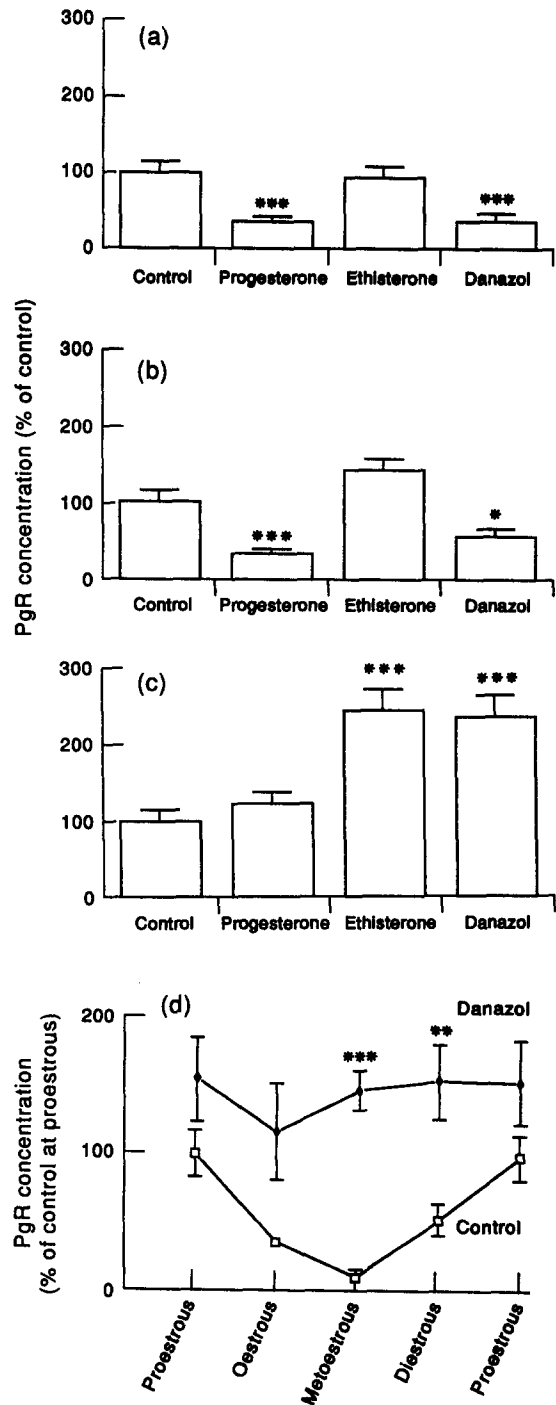 300
(a)
200
100
***
***
0
Control Progesterone Ethisterone Danazol
PgR concentration (% of control)
300
(b)
200
100
***
*
0
Control Progesterone Ethisterone Danazol
300
(c)
***
***
200
100
0
Control Progesterone Ethisterone Danazol
PgR concentration
(% of control at proestrous)
200
(d)
Danazol
***
**
100
Control
0
Proestrous
Oestrous
Metoestrous
Diestrous
Proestrous